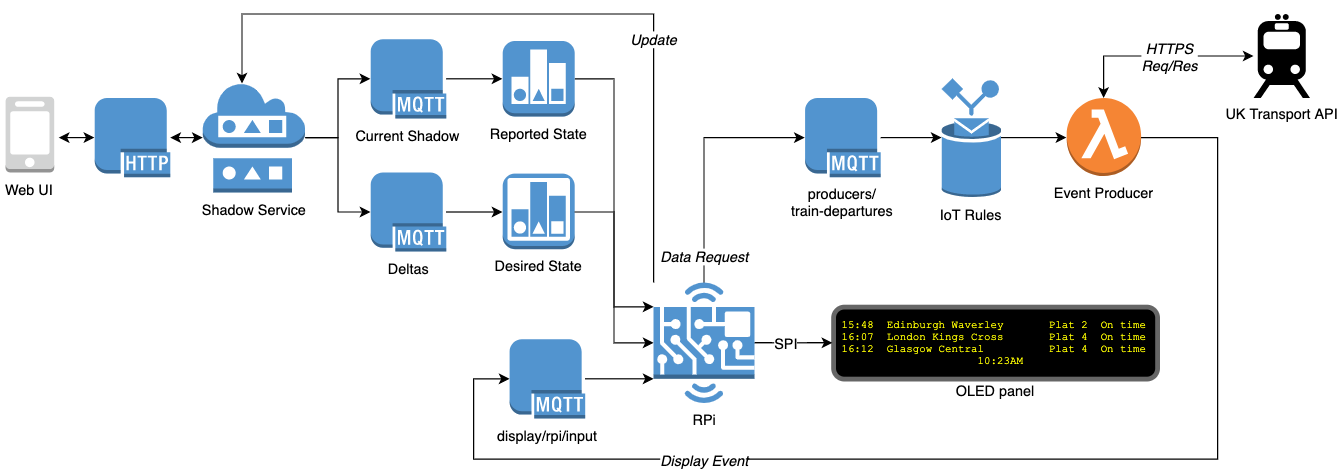 Update
HTTPS
Req/Res
UK Transport API
MQTT
Current Shadow
Reported State
HTTP
Web UI
Shadow Service
MQTT
producers/
train-departures
IoT Rules
Event Producer
MQTT
Deltas
Desired State
Data Request
15:48 Edinburgh Waverley Plat 2 On time
16:07 London Kings Cross Plat 4 On time
16:12 Glasgow Central Plat 4 On time
10:23AM
SPI
OLED panel
MQTT
display/rpi/input
RPi
Display Event